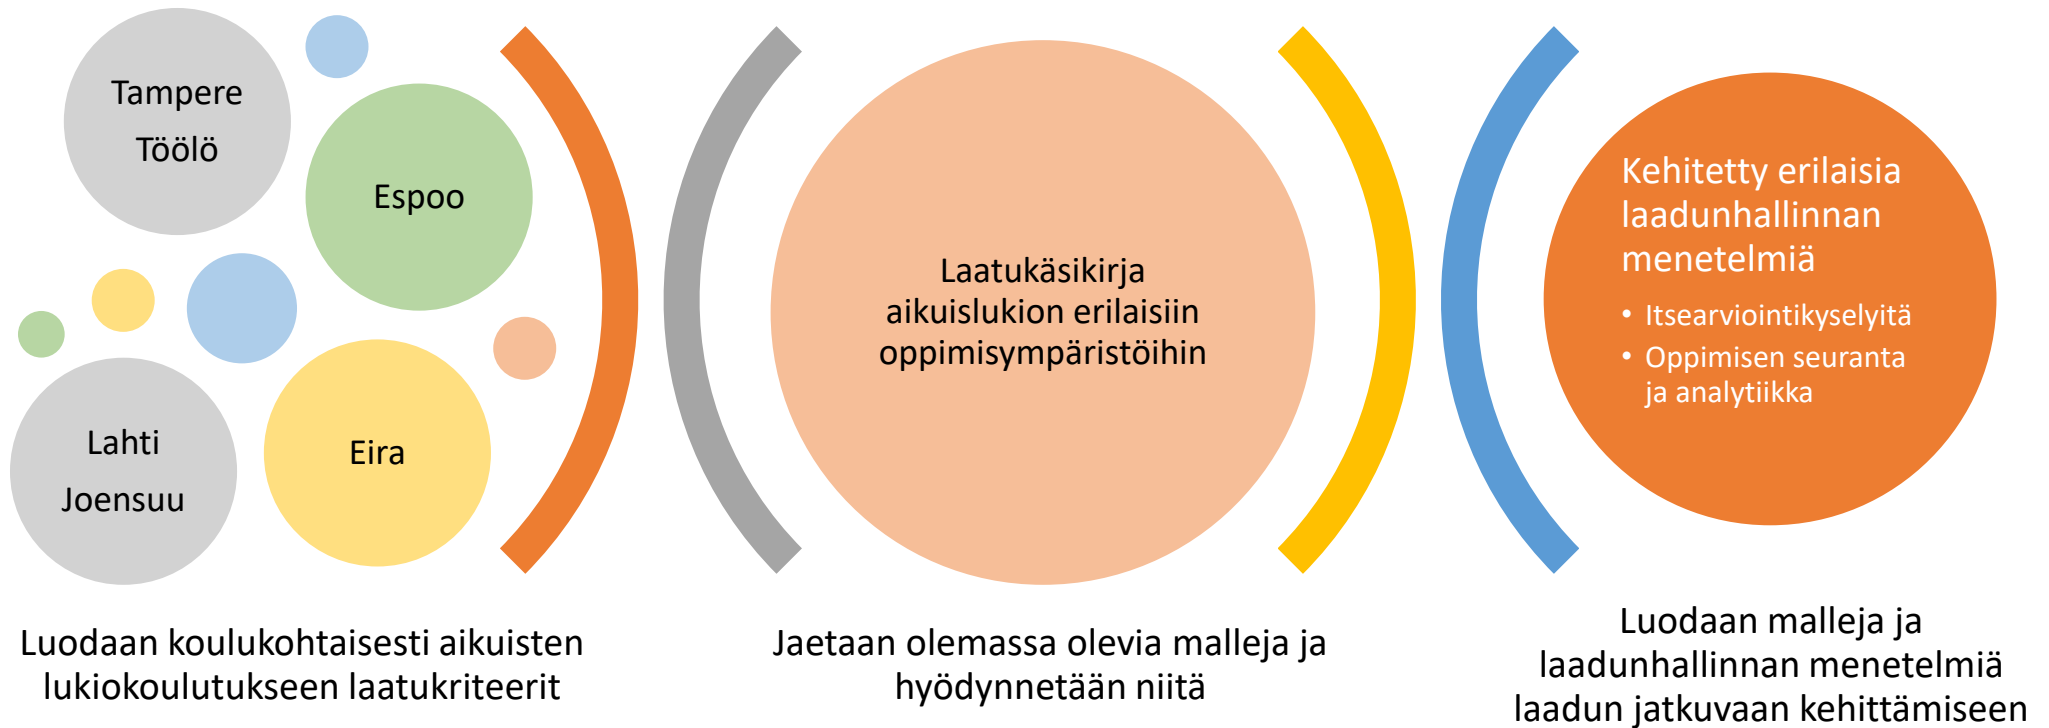 Tampere
Töölö
Espoo
Lahti
Joensuu
Eira
Luodaan koulukohtaisesti aikuisten
lukiokoulutukseen laatukriteerit
Laatukäsikirja
aikuislukion erilaisiin
oppimisympäristöihin
Jaetaan olemassa olevia malleja ja
hyödynnetään niitä
Kehitetty erilaisia
laadunhallinnan
menetelmiä
• Itsearviointikyselyitä
• Oppimisen seuranta
ja analytiikka
Luodaan malleja ja
laadunhallinnan menetelmiä
laadun jatkuvaan kehittämiseen